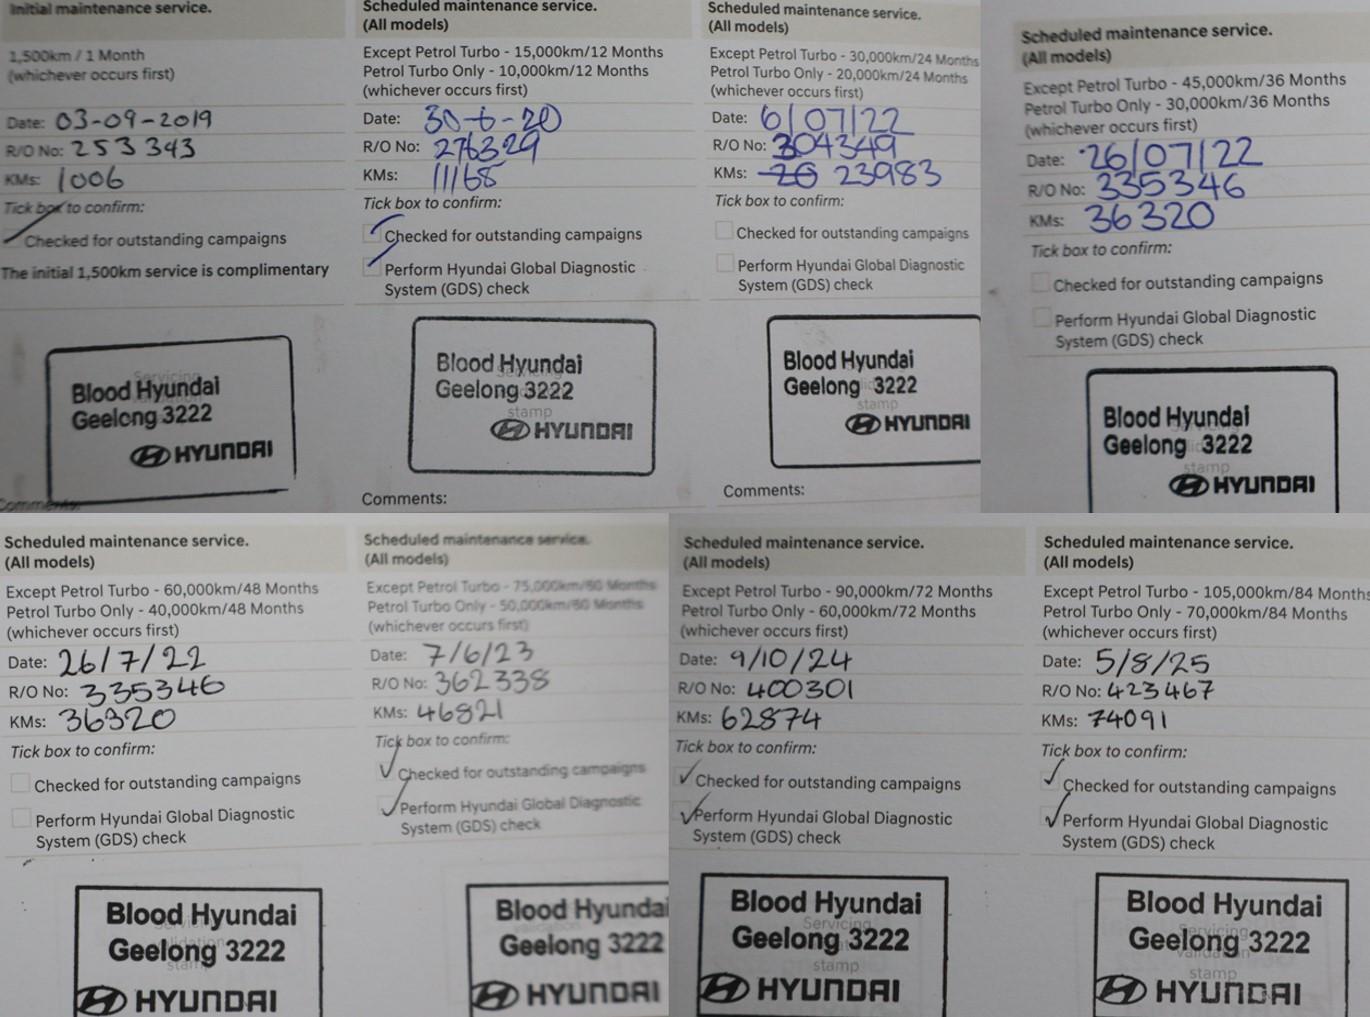 Initial maintenance service.
1,500km / 1 Month
(whichever occurs first)
Date: 03-09-2019
R/O No: 253343
KMs: 1006
Tick box to confirm:
Checked for outstanding campaigns
The initial 1,500km service is complimentary
Servicing
Blood Hyundai
Geelong 3222
HYUNDAI
Comments:
Scheduled maintenance service.
(All models)
Except Petrol Turbo - 15,000km/12 Months
Petrol Turbo Only - 10,000km/12 Months
(whichever occurs first)
Date: 30-6-20
R/O No: 276329
KMs: 11168
Tick box to confirm:
Checked for outstanding campaigns
Perform Hyundai Global Diagnostic
System (GDS) check
Blood Hyundai
Geelong 3222
stamp
HYUNDAI
Comments:
Scheduled maintenance service.
(All models)
Except Petrol Turbo - 30,000km/24 Months
Petrol Turbo Only - 20,000km/24 Months
(whichever occurs first)
Date: 6/07/22
R/O No: 304349
KMs: 23983
Tick box to confirm:
Checked for outstanding campaigns
Perform Hyundai Global Diagnostic
System (GDS) check
Blood Hyundai
Geelong 3222
stamp
HYUNDAI
Comments:
Scheduled maintenance service.
(All models)
Except Petrol Turbo - 45,000km/36 Months
Petrol Turbo Only - 30,000km/36 Months
(whichever occurs first)
Date: 26/07/22
R/O No: 335346
KMs: 36320
Tick box to confirm:
Checked for outstanding campaigns
Perform Hyundai Global Diagnostic
System (GDS) check
Blood Hyundai
Geelong 3222
stamp
HYUNDAI
Scheduled maintenance service.
(All models)
Except Petrol Turbo - 60,000km/48 Months
Petrol Turbo Only - 40,000km/48 Months
(whichever occurs first)
Date: 26/7/22
R/O No: 335346
KMs: 36320
Tick box to confirm:
Checked for outstanding campaigns
Perform Hyundai Global Diagnostic
System (GDS) check
Blood Hyundai
Geelong 3222
stamp
HYUNDAI
Scheduled maintenance service.
(All models)
Except Petrol Turbo - 75,000km/60 Months
Petrol Turbo Only - 50,000km/60 Months
(whichever occurs first)
Date: 7/6/23
R/O No: 362338
KMs: 46821
Tick box to confirm:
Checked for outstanding campaigns
Perform Hyundai Global Diagnostic
System (GDS) check
Blood Hyundai
Geelong 3222
HYUNDAI
Scheduled maintenance service.
(All models)
Except Petrol Turbo - 90,000km/72 Months
Petrol Turbo Only - 60,000km/72 Months
(whichever occurs first)
Date: 9/10/24
R/O No: 400301
KMs: 62874
Tick box to confirm:
Checked for outstanding campaigns
Perform Hyundai Global Diagnostic
System (GDS) check
Blood Hyundai
Servicing
Geelong 3222
stamp
HYUNDAI
Scheduled maintenance service.
(All models)
Except Petrol Turbo - 105,000km/84 Months
Petrol Turbo Only - 70,000km/84 Months
(whichever occurs first)
Date: 5/8/25
R/O No: 423467
KMs: 74091
Tick box to confirm:
Checked for outstanding campaigns
Perform Hyundai Global Diagnostic
System (GDS) check
Blood Hyundai
Servicing
Geelong 3222
validation
stamp
HYUNDAI